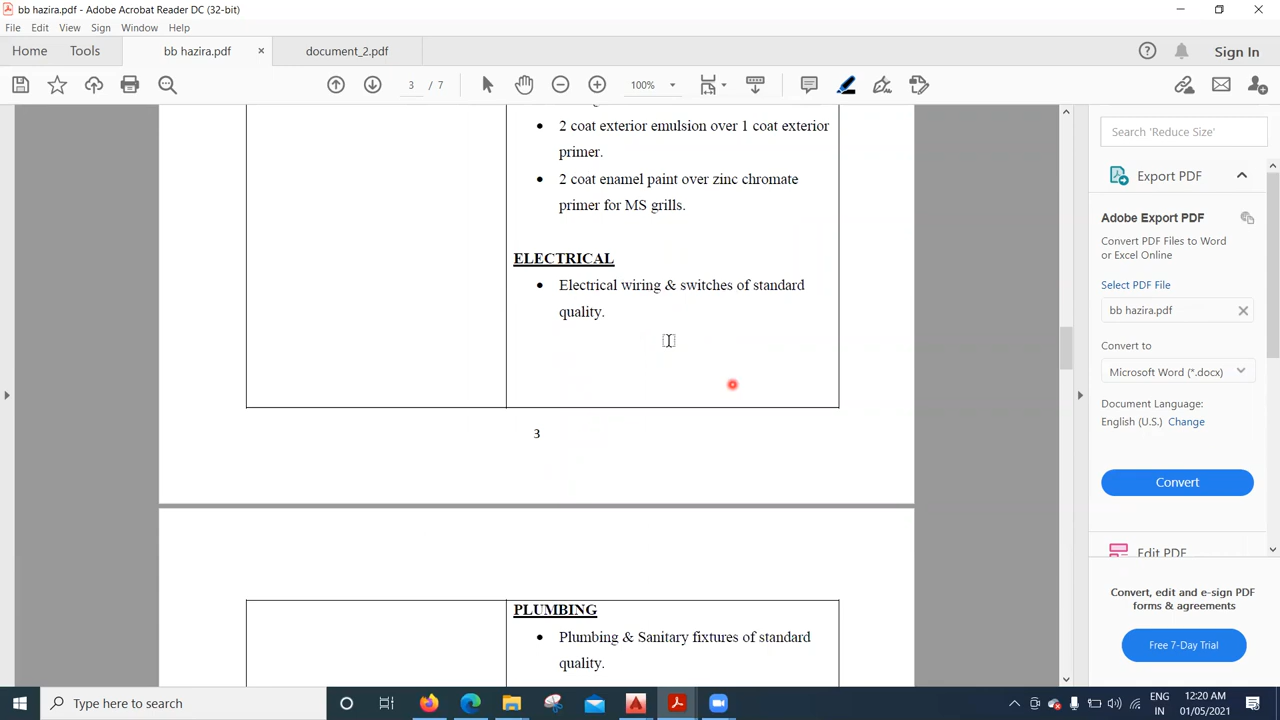 bb hazira.pdf - Adobe Acrobat Reader DC (32-bit)
File Edit View Sign Window Help
Home Tools bb hazira.pdf × document_2.pdf Sign In
3 / 7 100%
Search 'Reduce Size'
2 coat exterior emulsion over 1 coat exterior
primer.
2 coat enamel paint over zinc chromate
primer for MS grills.
ELECTRICAL
Electrical wiring & switches of standard
quality.
3
PLUMBING
Plumbing & Sanitary fixtures of standard
quality.
Export PDF
Adobe Export PDF
Convert PDF Files to Word
or Excel Online
Select PDF File
bb hazira.pdf
Convert to
Microsoft Word (*.docx)
Document Language:
English (U.S.) Change
Convert
Edit PDF
Convert, edit and e-sign PDF
forms & agreements
Free 7-Day Trial
Type here to search
ENG
IN
12:20 AM
01/05/2021